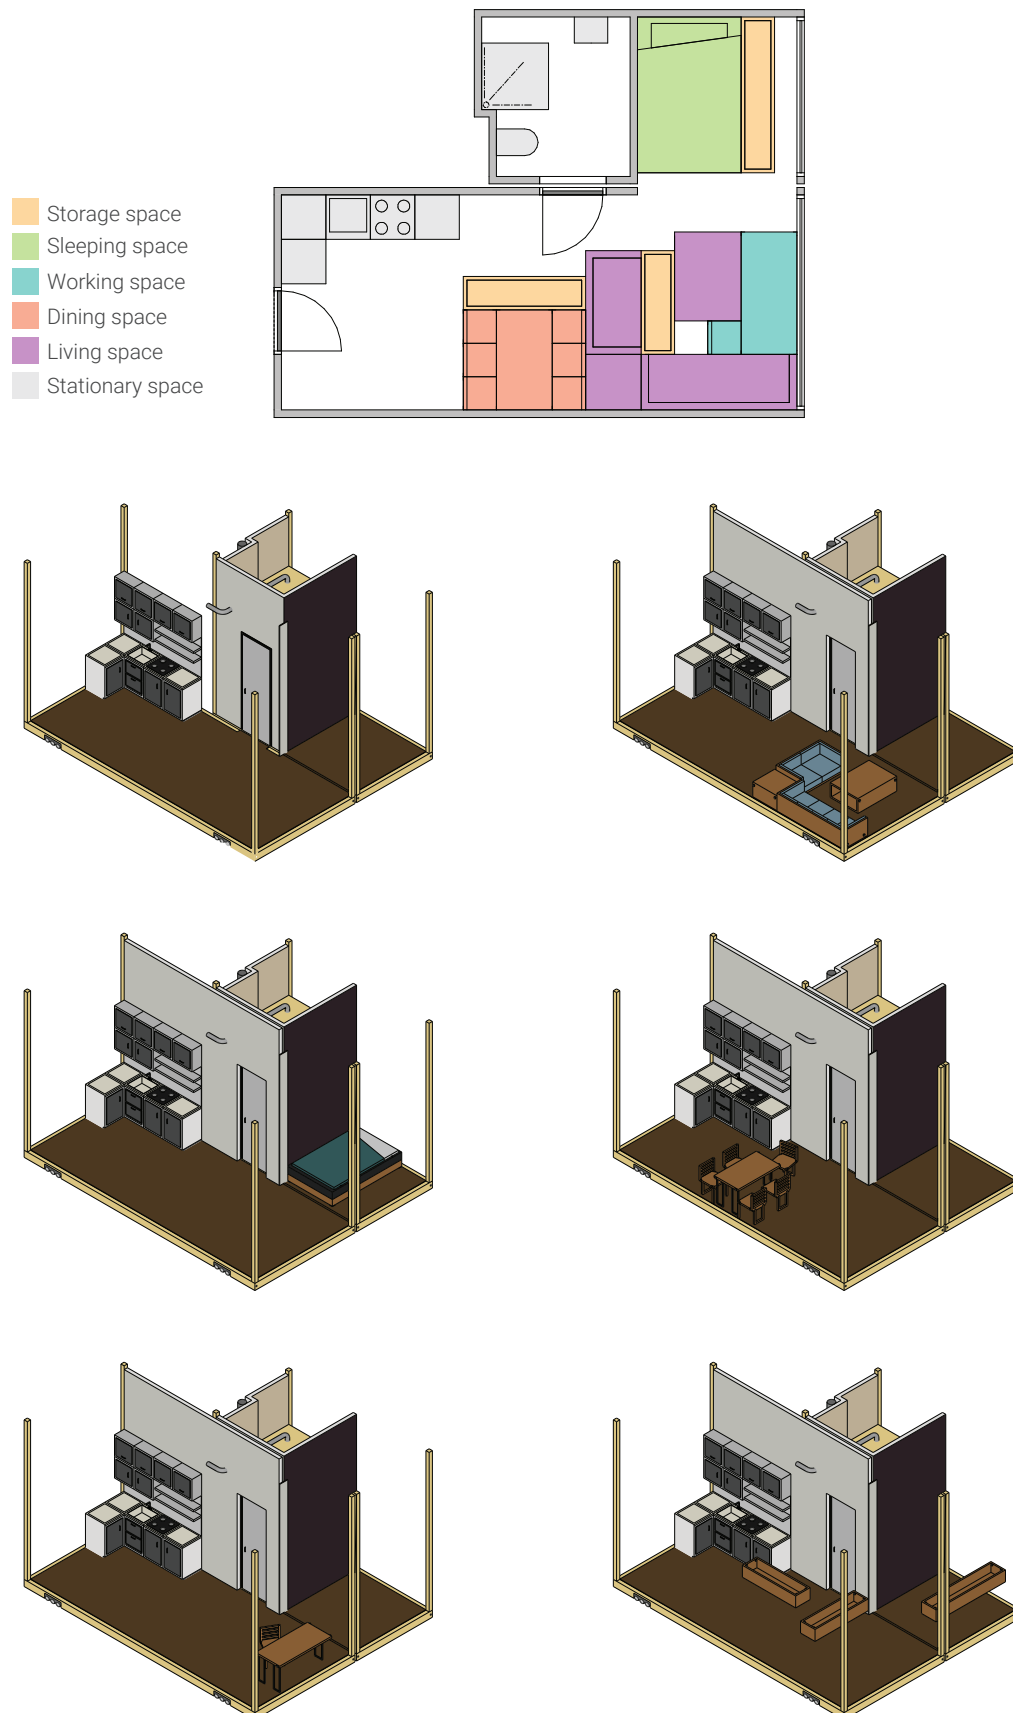 Storage space
Sleeping space
Working space
Dining space
Living space
Stationary space